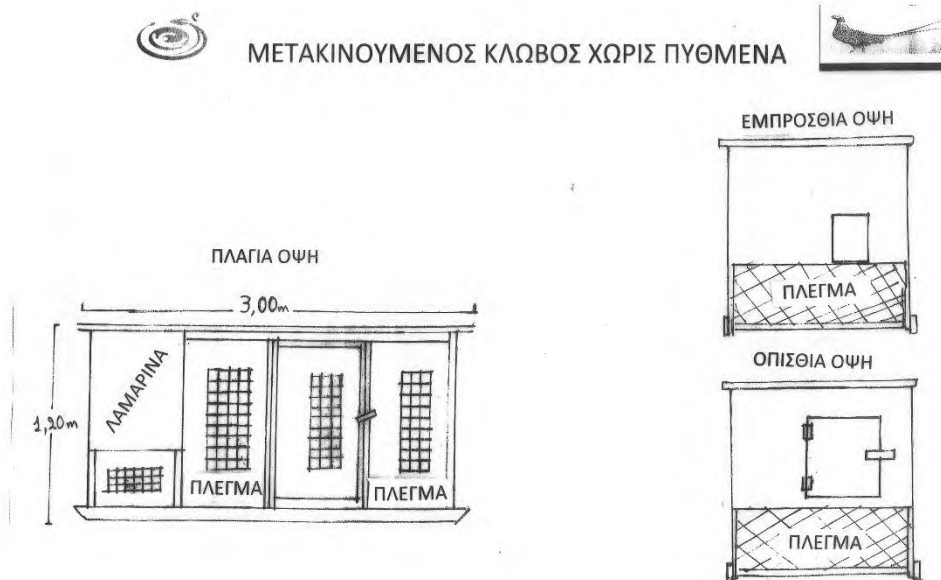 ΜΕΤΑΚΙΝΟΥΜΕΝΟΣ ΚΛΩΒΟΣ ΧΩΡΙΣ ΠΥΘΜΕΝΑ
ΕΜΠΡΟΣΘΙΑ ΟΨΗ
ΠΛΕΓΜΑ
ΠΛΑΓΙΑ ΟΨΗ
3,00m
1,20m
ΛΑΜΑΡΙΝΑ
ΠΛΕΓΜΑ
ΠΛΕΓΜΑ
ΟΠΙΣΘΙΑ ΟΨΗ
ΠΛΕΓΜΑ